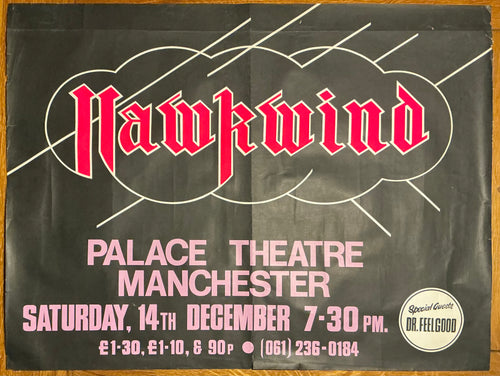 Hawkwind
PALACE THEATRE
MANCHESTER
SATURDAY, 14TH DECEMBER 7-30 PM.
£1-30, £1-10, & 90P • (061) 236-0184
Special Guests
DR. FEELGOOD